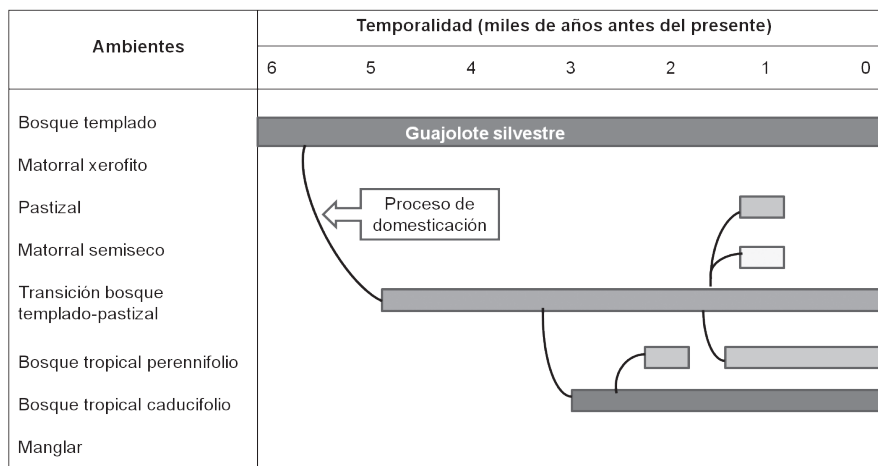 Ambientes
Temporalidad (miles de años antes del presente)
6 5 4 3 2 1 0
Bosque templado
Guajolote silvestre
Matorral xerofito
Pastizal
Proceso de
domesticación
Matorral semiseco
Transición bosque
templado-pastizal
Bosque tropical perennifolio
Bosque tropical caducifolio
Manglar